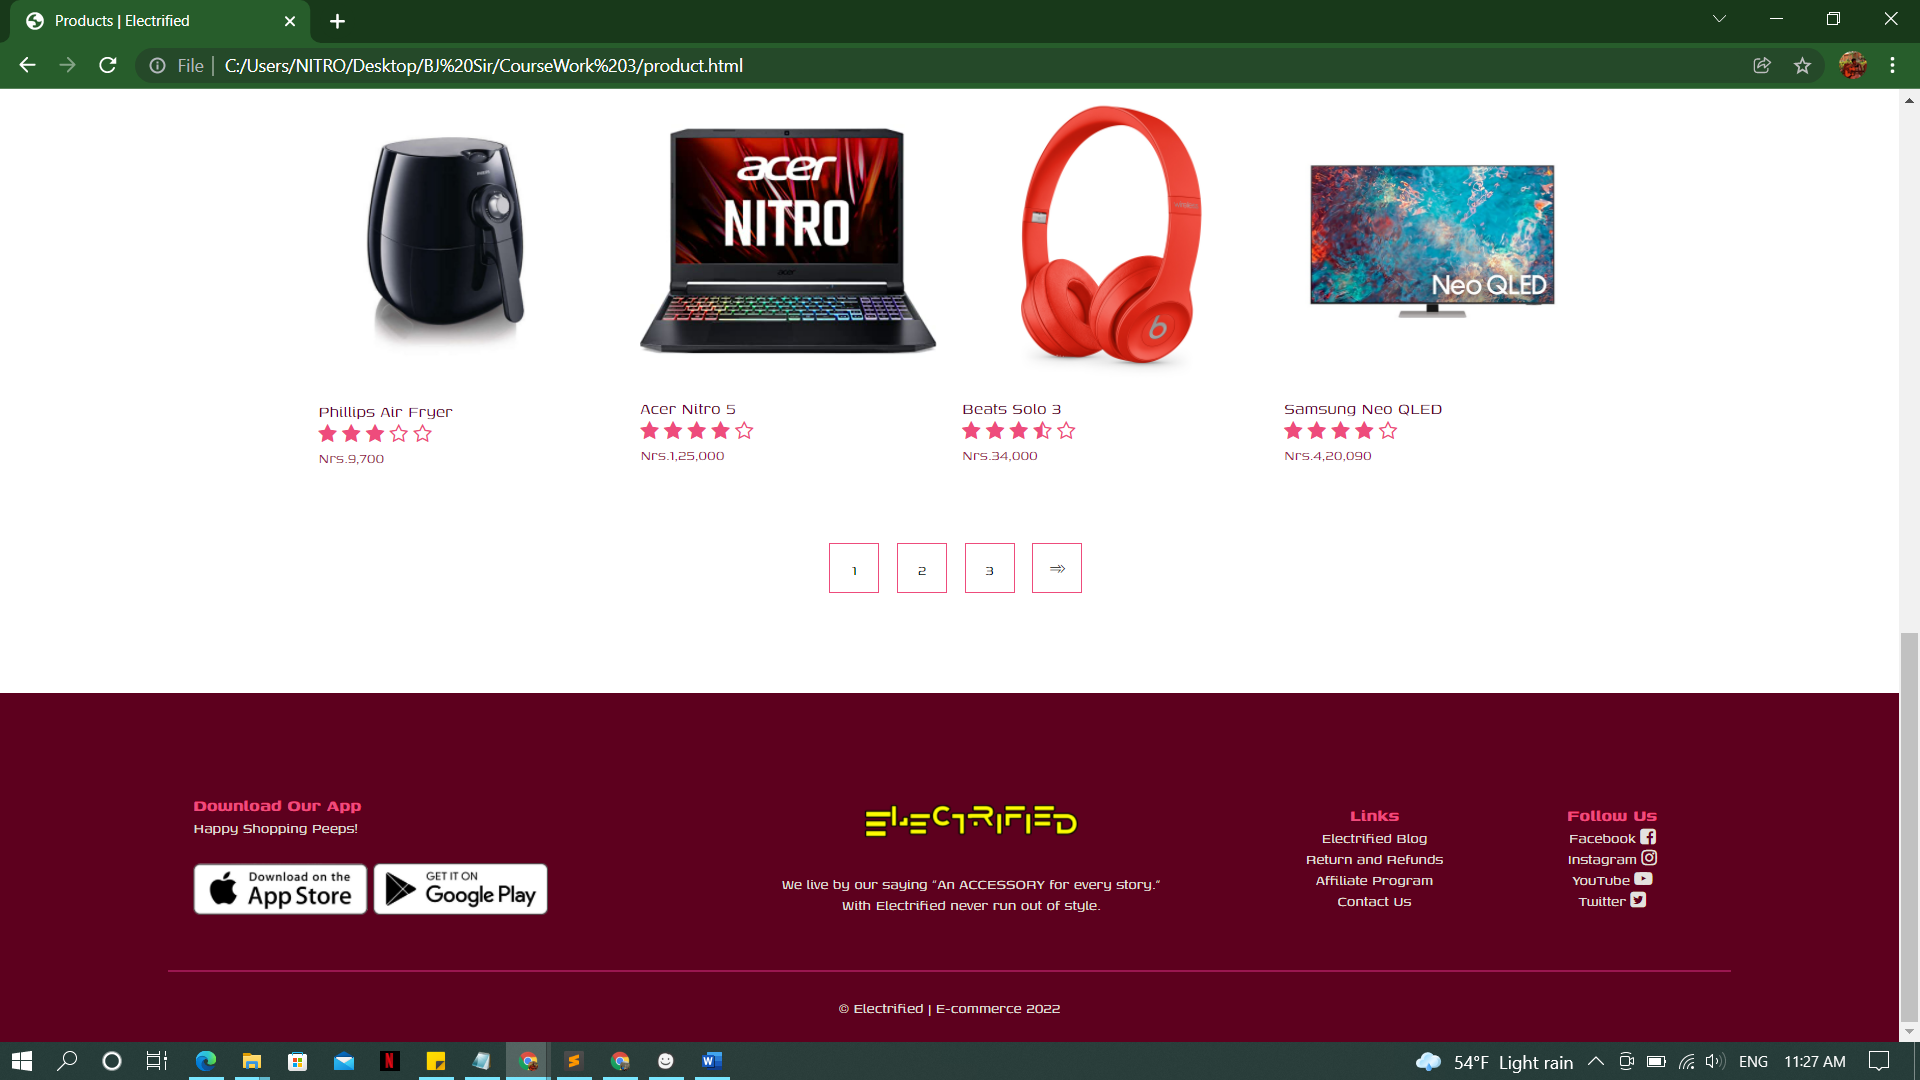 Products | Electrified
File | C:/Users/NITRO/Desktop/BJ%20Sir/CourseWork%203/product.html
acer
NITRO
acer
Neo QLED
Phillips Air Fryer
Nrs.9,700
Acer Nitro 5
Nrs.1,25,000
Beats Solo 3
Nrs.34,000
Samsung Neo QLED
Nrs.4,20,090
1 2 3
Download Our App
Happy Shopping Peeps!
Download on the
App Store
GET IT ON
Google Play
ELECTRIFIED
We live by our saying "An ACCESSORY for every story."
With Electrified never run out of style.
Links
Electrified Blog
Return and Refunds
Affiliate Program
Contact Us
Follow Us
Facebook
Instagram
YouTube
Twitter
© Electrified | E-commerce 2022
54°F Light rain ENG 11:27 AM